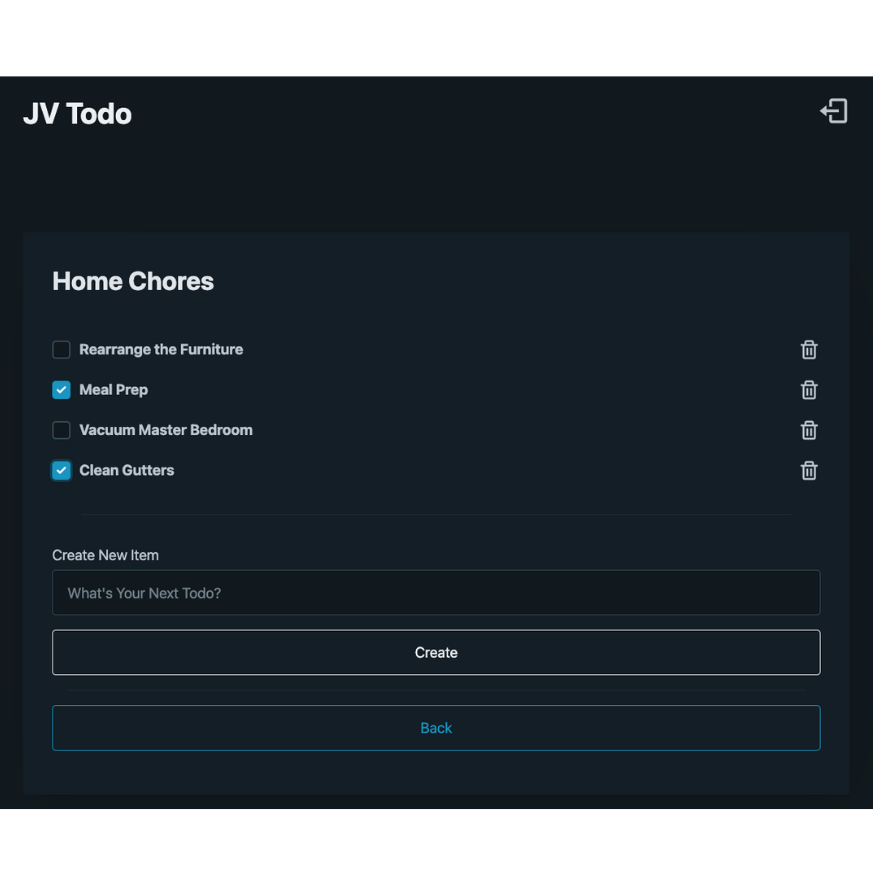 JV Todo
Home Chores
Rearrange the Furniture
Meal Prep
Vacuum Master Bedroom
Clean Gutters
Create New Item
What's Your Next Todo?
Create
Back